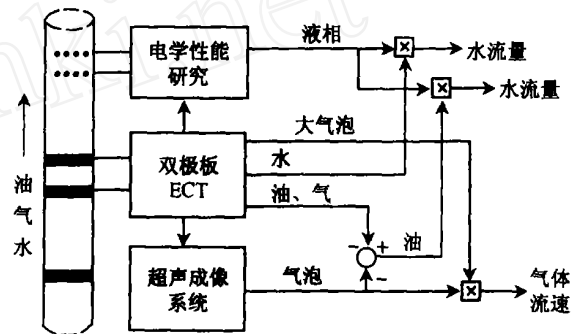 电学性能
研究
液相
水流量
水流量
大气泡
双极板
ECT
水
油、气
油
气
水
油
超声成像
系统
气泡
气体
流速